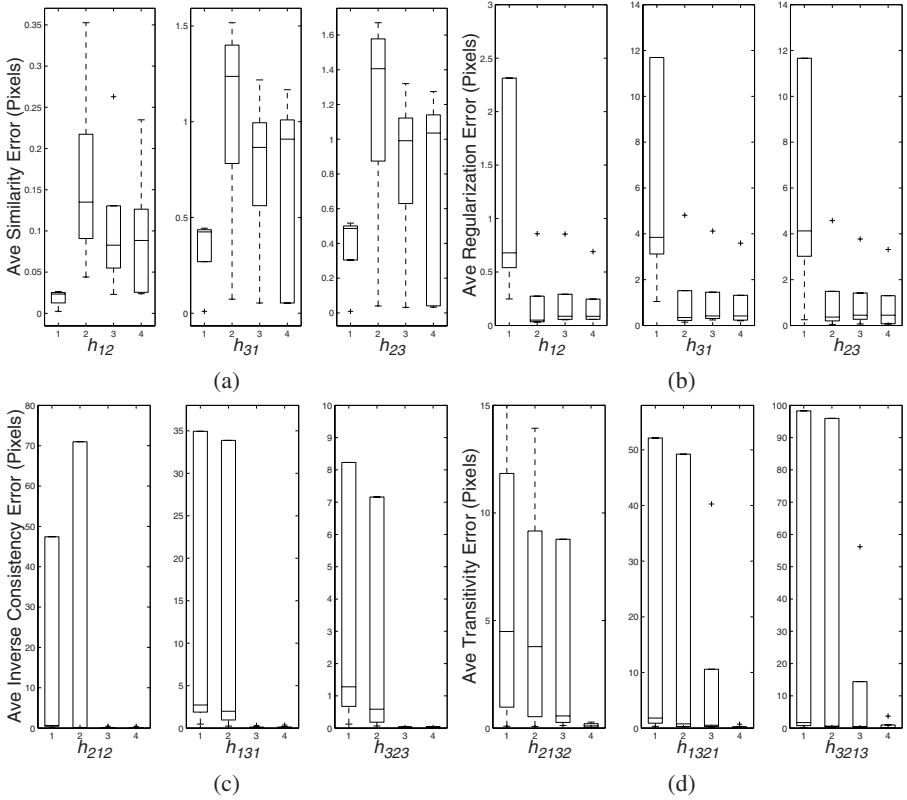 Ave Similarity Error (Pixels)
0.35
0.3
0.25
0.2
0.15
0.1
0.05
0
1 2 3 4
h12
1.5
1
0.5
0
1 2 3 4
h31
1.6
1.4
1.2
1
0.8
0.6
0.4
0.2
0
1 2 3 4
h23
(a)
Ave Regularization Error (Pixels)
3
2.5
2
1.5
1
0.5
0
1 2 3 4
h12
14
12
10
8
6
4
2
0
1 2 3 4
h31
14
12
10
8
6
4
2
0
1 2 3 4
h23
(b)
Ave Inverse Consistency Error (Pixels)
80
70
60
50
40
30
20
10
0
1 2 3 4
h212
35
30
25
20
15
10
5
0
1 2 3 4
h131
10
9
8
7
6
5
4
3
2
1
0
1 2 3 4
h323
(c)
Ave Transitivity Error (Pixels)
15
10
5
0
1 2 3 4
h2132
50
40
30
20
10
0
1 2 3 4
h1321
100
90
80
70
60
50
40
30
20
10
0
1 2 3 4
h3213
(d)